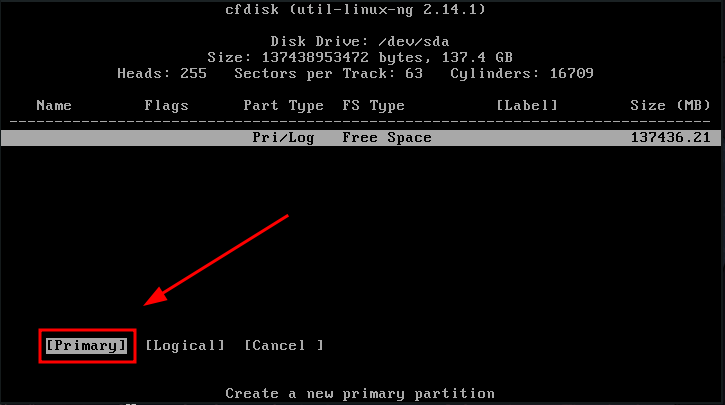 cfdisk (util-linux-ng 2.14.1)
Disk Drive: /dev/sda
Size: 137438953472 bytes, 137.4 GB
Heads: 255   Sectors per Track: 63   Cylinders: 16709
Name   Flags   Part Type   FS Type   [Label]   Size (MB)
Pri/Log   Free Space   137436.21
[Primary]   [Logical]   [Cancel ]
Create a new primary partition